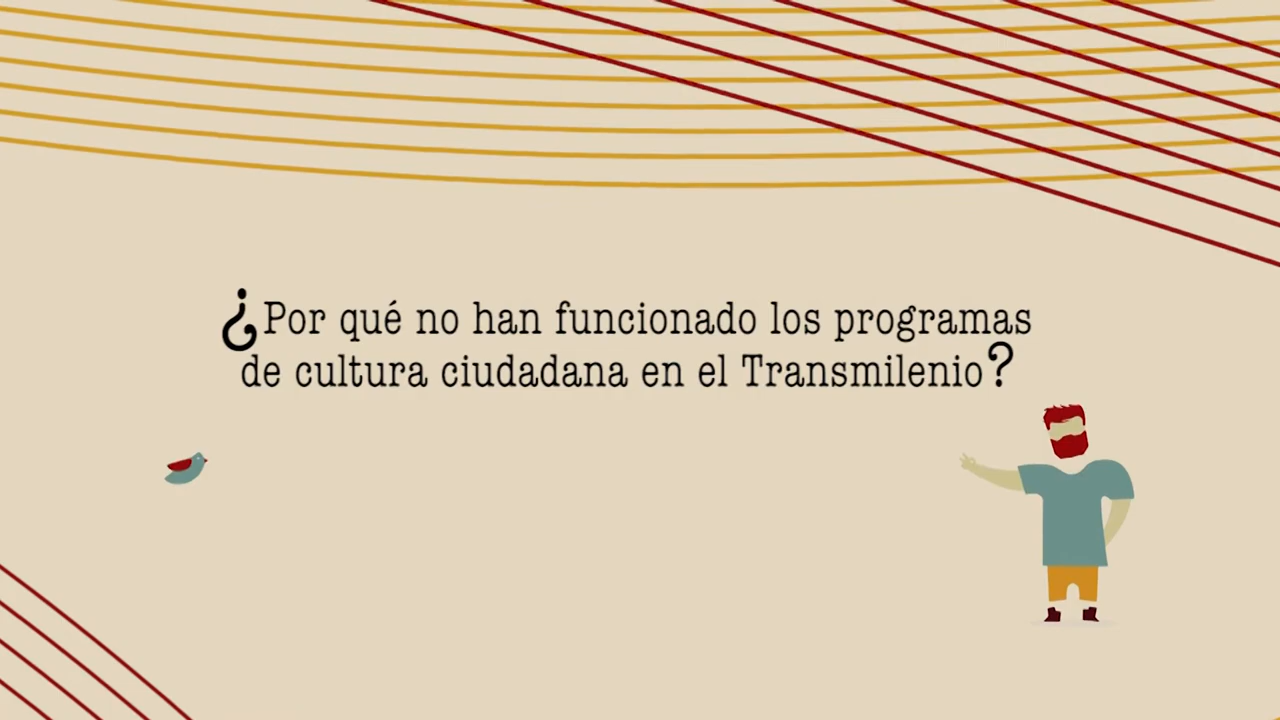 ¿Por qué no han funcionado los programas
de cultura ciudadana en el Transmilenio?